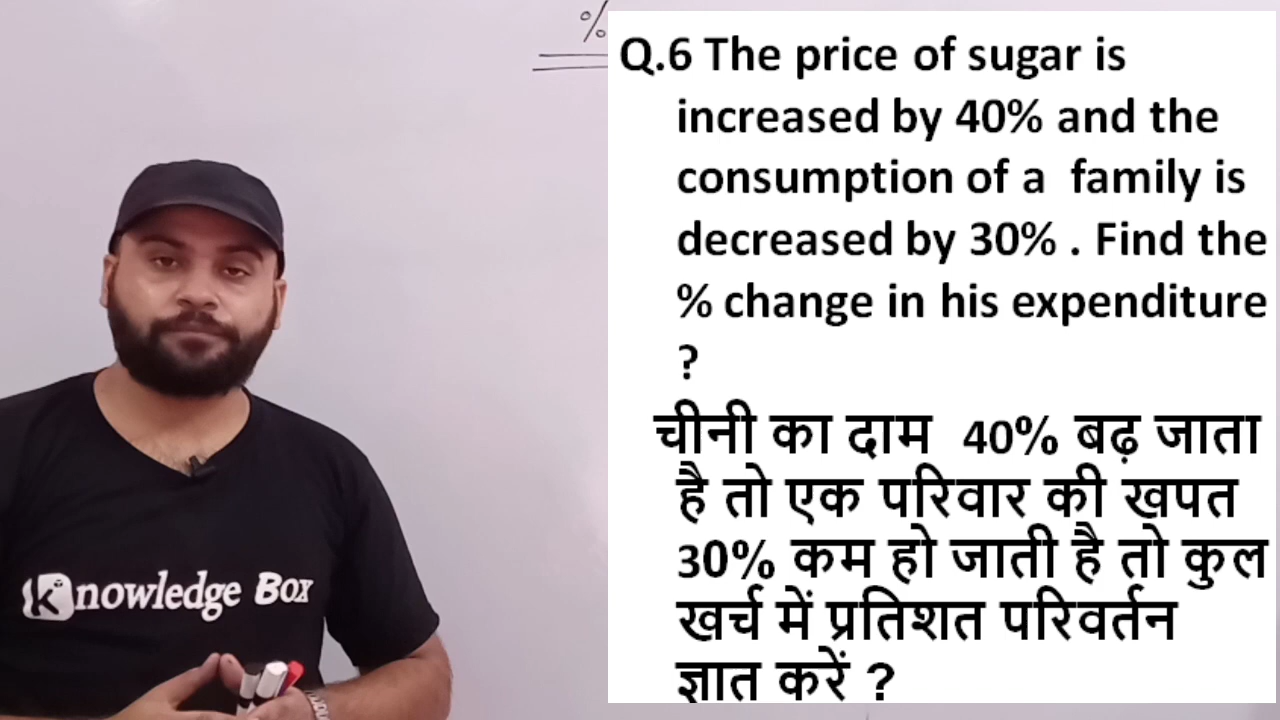 %
Q.6 The price of sugar is
increased by 40% and the
consumption of a family is
decreased by 30% . Find the
% change in his expenditure
?
चीनी का दाम 40% बढ़ जाता
है तो एक परिवार की खपत
30% कम हो जाती है तो कुल
खर्च में प्रतिशत परिवर्तन
ज्ञात करें ?
Knowledge Box